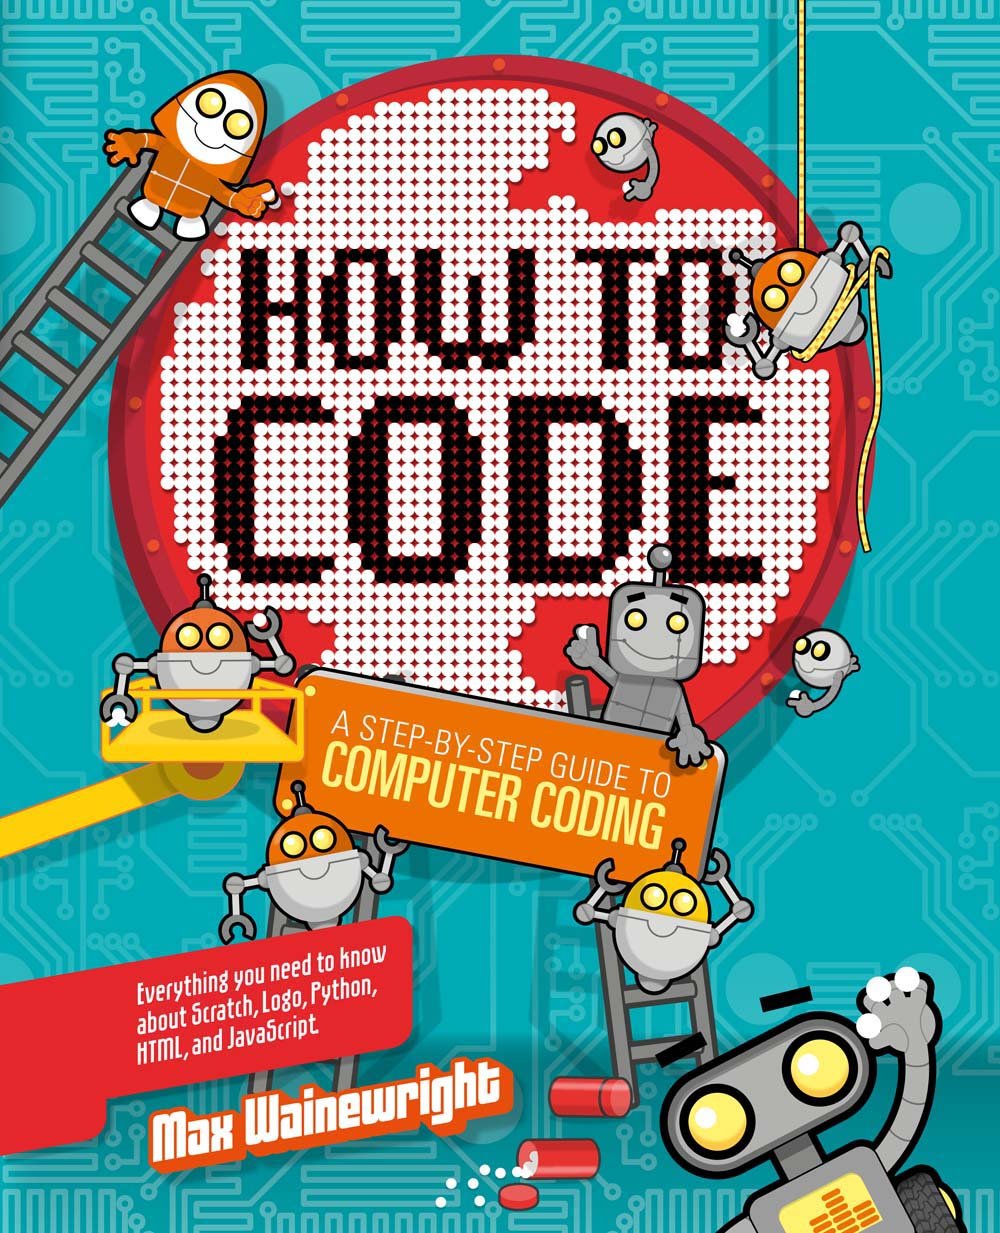 HOW TO
CODE
A STEP-BY-STEP GUIDE TO
COMPUTER CODING
Everything you need to know
about Scratch, Logo, Python,
HTML, and JavaScript.
Max Wainewright